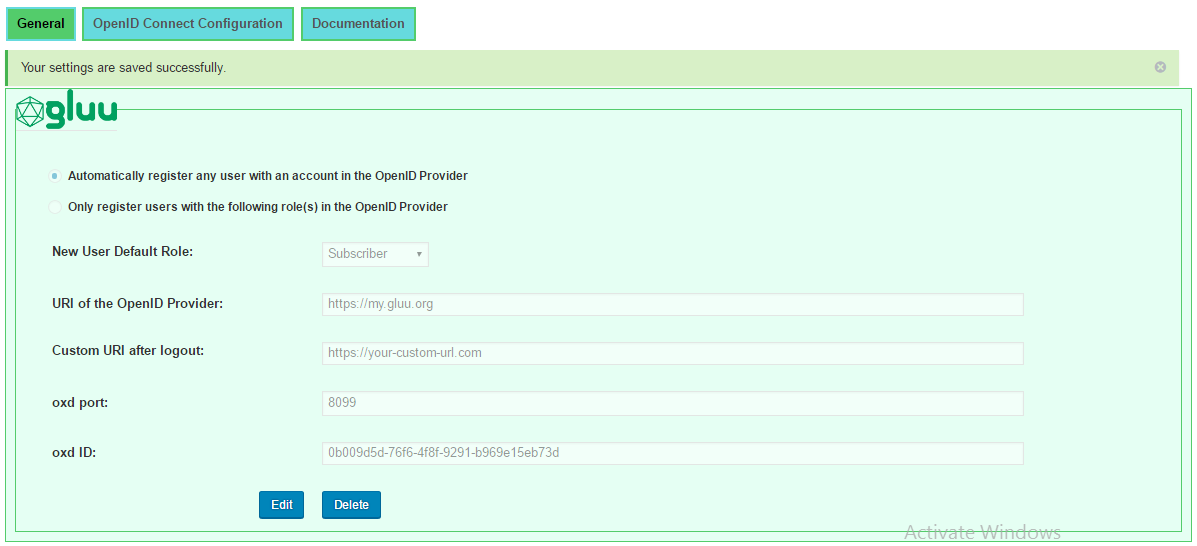 General OpenID Connect Configuration Documentation
Your settings are saved successfully.
gluu
Automatically register any user with an account in the OpenID Provider
Only register users with the following role(s) in the OpenID Provider
New User Default Role: Subscriber
URI of the OpenID Provider: https://my.gluu.org
Custom URI after logout: https://your-custom-url.com
oxd port: 8099
oxd ID: 0b009d5d-76f6-4f8f-9291-b969e15eb73d
Edit Delete
Activate Windows